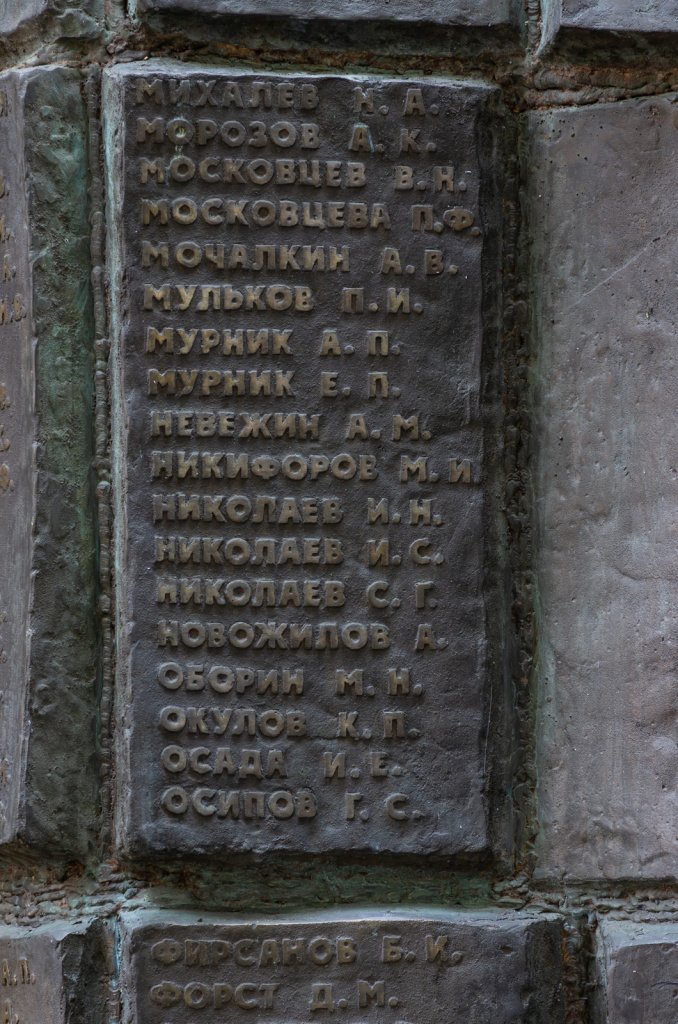 МИХАЛЕВ Н. А.
МОРОЗОВ А. К.
МОСКОВЦЕВ В. Н.
МОСКОВЦЕВА П. Ф.
МОЧАЛКИН А. В.
МУЛЬКОВ П. И.
МУРНИК А. П.
МУРНИК Е. П.
НЕВЕЖИН А. М.
НИКИФОРОВ М. И.
НИКОЛАЕВ И. Н.
НИКОЛАЕВ И. С.
НИКОЛАЕВ С. Г.
НОВОЖИЛОВ А.
ОБОРИН М. Н.
ОКУЛОВ К. П.
ОСАДА И. Е.
ОСИПОВ Г. С.
ФИРСАНОВ Б. И.
ФОРСТ Д. М.
А. П.